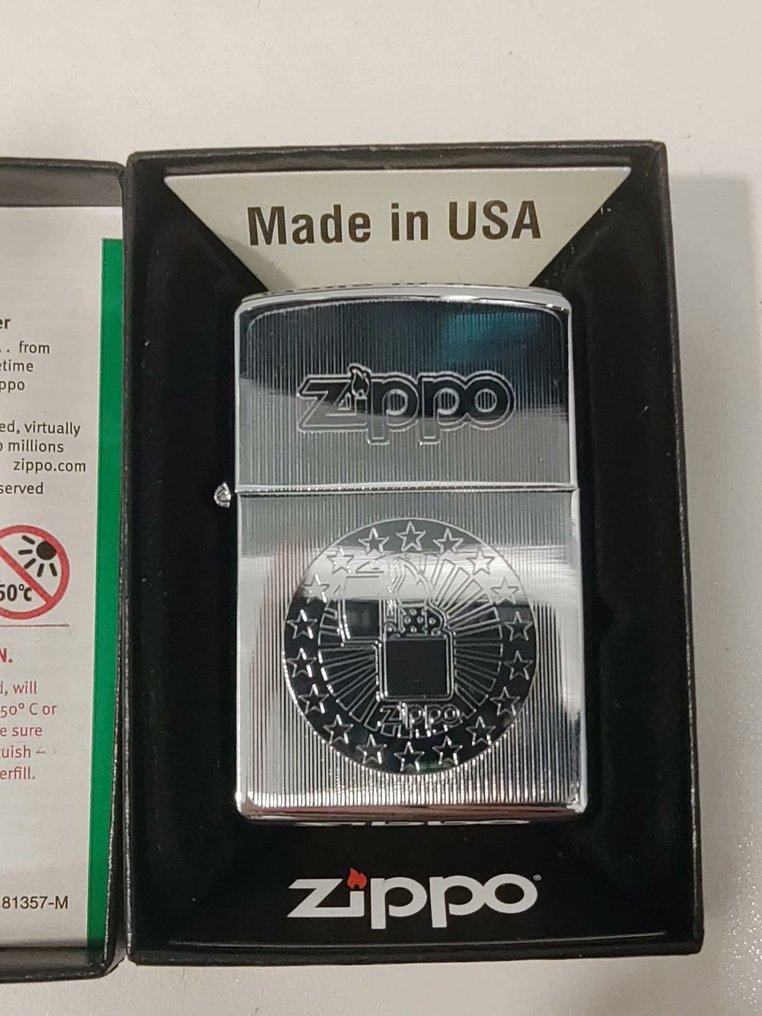 er
. . from
etime
ppo
ed, virtually
o millions
zippo.com
served
50°C
N.
d, will
50° C or
e sure
uish –
erfill.
81357-M
Made in USA
zippo
zippo
zippo